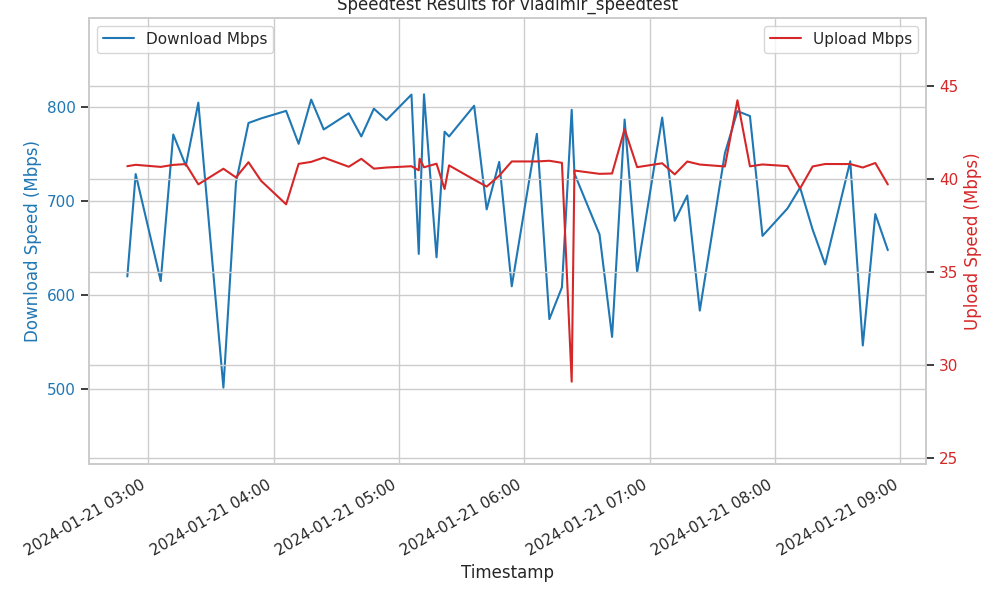 Speedtest Results for vladimir_speedtest
Download Mbps
Upload Mbps
800
700
600
500
45
40
35
30
25
Download Speed (Mbps)
Upload Speed (Mbps)
2024-01-21 03:00
2024-01-21 04:00
2024-01-21 05:00
2024-01-21 06:00
2024-01-21 07:00
2024-01-21 08:00
2024-01-21 09:00
Timestamp